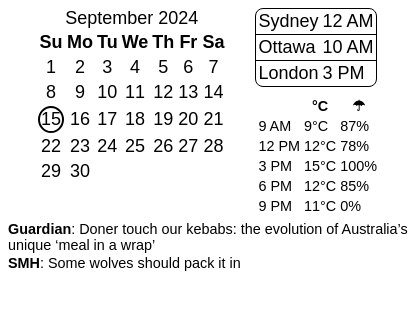 September 2024
Su Mo Tu We Th Fr Sa
1 2 3 4 5 6 7
8 9 10 11 12 13 14
15 16 17 18 19 20 21
22 23 24 25 26 27 28
29 30
Sydney 12 AM
Ottawa 10 AM
London 3 PM
°C ☂
9 AM 9°C 87%
12 PM 12°C 78%
3 PM 15°C 100%
6 PM 12°C 85%
9 PM 11°C 0%
Guardian: Doner touch our kebabs: the evolution of Australia’s
unique ‘meal in a wrap’
SMH: Some wolves should pack it in